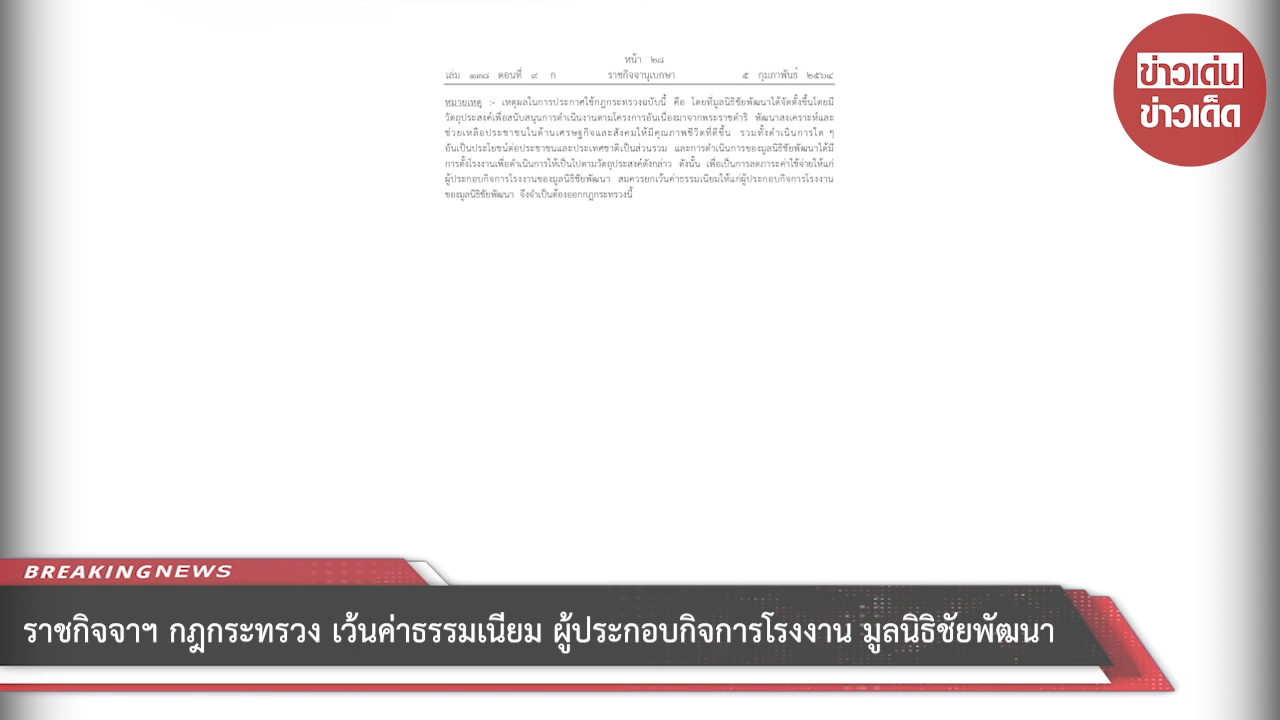 หน้า ๒๘
เล่ม ๑๓๘ ตอนที่ ๙ ก ราชกิจจานุเบกษา ๕ กุมภาพันธ์ ๒๕๖๔
หมายเหตุ :- เหตุผลในการประกาศใช้กฎกระทรวงฉบับนี้ คือ โดยที่มูลนิธิชัยพัฒนาได้จัดตั้งขึ้นโดยมี
วัตถุประสงค์เพื่อสนับสนุนการดำเนินงานตามโครงการอันเนื่องมาจากพระราชดำริ พัฒนาสงเคราะห์และ
ช่วยเหลือประชาชนในด้านเศรษฐกิจและสังคมให้มีคุณภาพชีวิตที่ดีขึ้น รวมทั้งดำเนินการใด ๆ
อันเป็นประโยชน์ต่อประชาชนและประเทศชาติเป็นส่วนรวม และการดำเนินการของมูลนิธิชัยพัฒนาได้มี
การตั้งโรงงานเพื่อดำเนินการให้เป็นไปตามวัตถุประสงค์ดังกล่าว ดังนั้น เพื่อเป็นการลดภาระค่าใช้จ่ายให้แก่
ผู้ประกอบกิจการโรงงานของมูลนิธิชัยพัฒนา สมควรยกเว้นค่าธรรมเนียมให้แก่ผู้ประกอบกิจการโรงงาน
ของมูลนิธิชัยพัฒนา จึงจำเป็นต้องออกกฎกระทรวงนี้
ข่าวเด่น
ข่าวเด็ด
BREAKING NEWS
ราชกิจจาฯ กฎกระทรวง เว้นค่าธรรมเนียม ผู้ประกอบกิจการโรงงาน มูลนิธิชัยพัฒนา